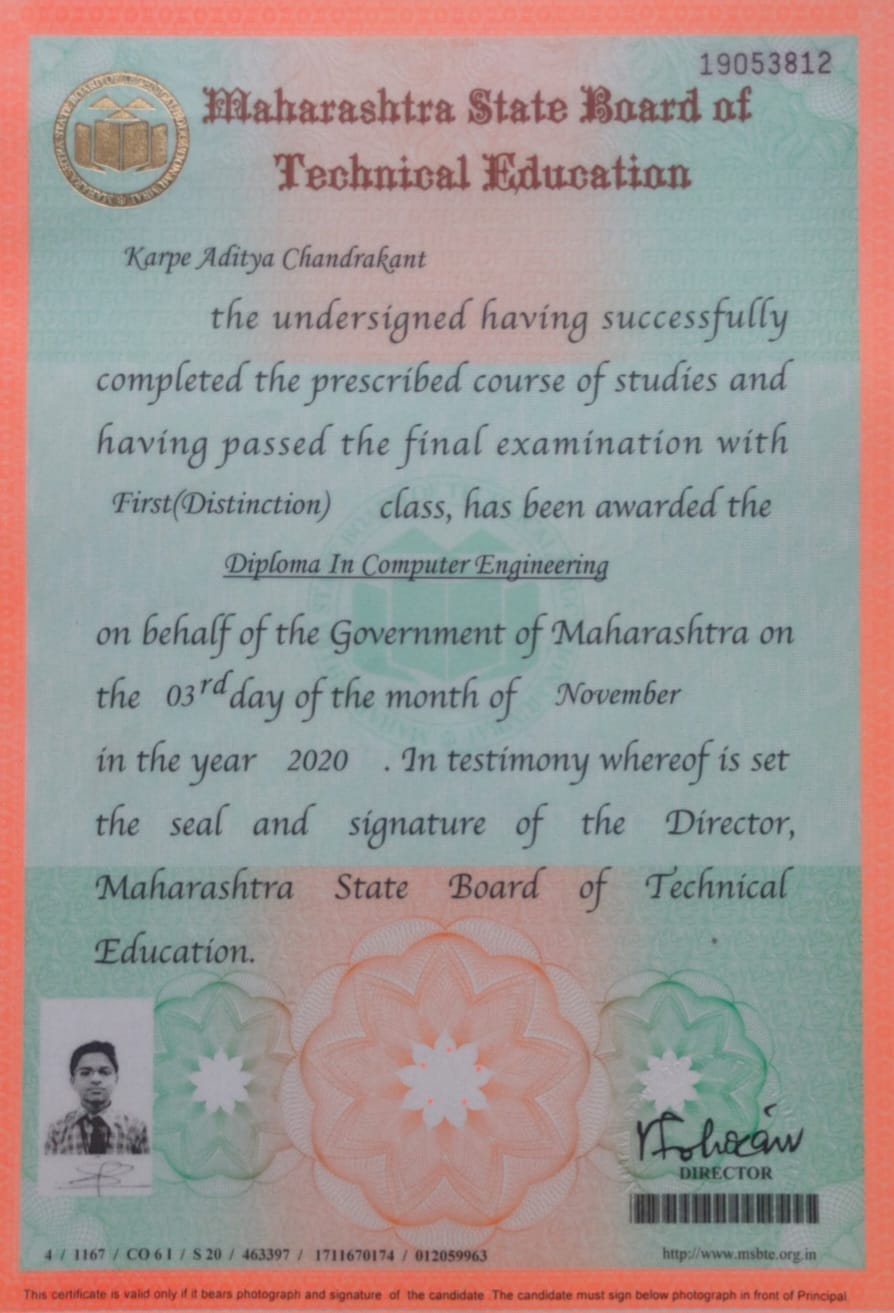 19053812
Maharashtra State Board of
Technical Education
Karpe Aditya Chandrakant
the undersigned having successfully
completed the prescribed course of studies and
having passed the final examination with
First(Distinction) class, has been awarded the
Diploma In Computer Engineering
on behalf of the Government of Maharashtra on
the 03rd day of the month of November
in the year 2020 . In testimony whereof is set
the seal and signature of the Director,
Maharashtra State Board of Technical
Education.
DIRECTOR
4 / 1167 / CO 6 I / S 20 / 463397 / 1711670174 / 012059963
http://www.msbte.org.in
This certificate is valid only if it bears photograph and signature of the candidate .The candidate must sign below photograph in front of Principal